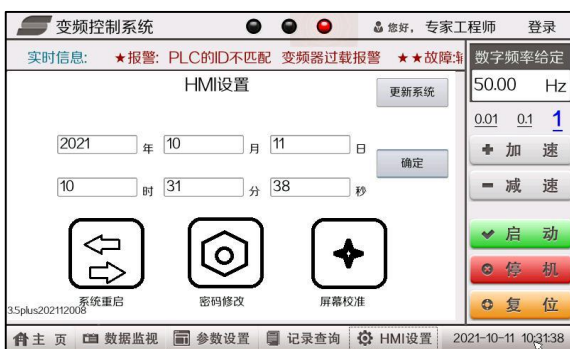 变频控制系统 您好，专家工程师 登录
实时信息: ★报警: PLC的ID不匹配 变频器过载报警 ★★故障:
数字频率给定
HMI设置
更新系统
50.00 Hz
0.01 0.1 1
2021 年 10 月 11 日
确定
加 速
10 时 31 分 38 秒
减 速
启 动
停 机
系统重启 密码修改 屏幕校准
复 位
3.5plus202112008
主 页 数据监视 参数设置 记录查询 HMI设置 2021-10-11 10:31:38